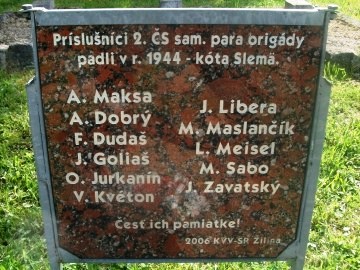 Príslušníci 2. ČS sam. para brigády
padli v r. 1944 - kóta Slemä.
A. Maksa
A. Dobrý
F. Dudaš
J. Goliaš
O. Jurkanin
V. Květon
J. Libera
M. Maslančik
L. Meisel
M. Sabo
J. Zavatský
Česť ich pamiatke!
2006 KVV-SR Žilina